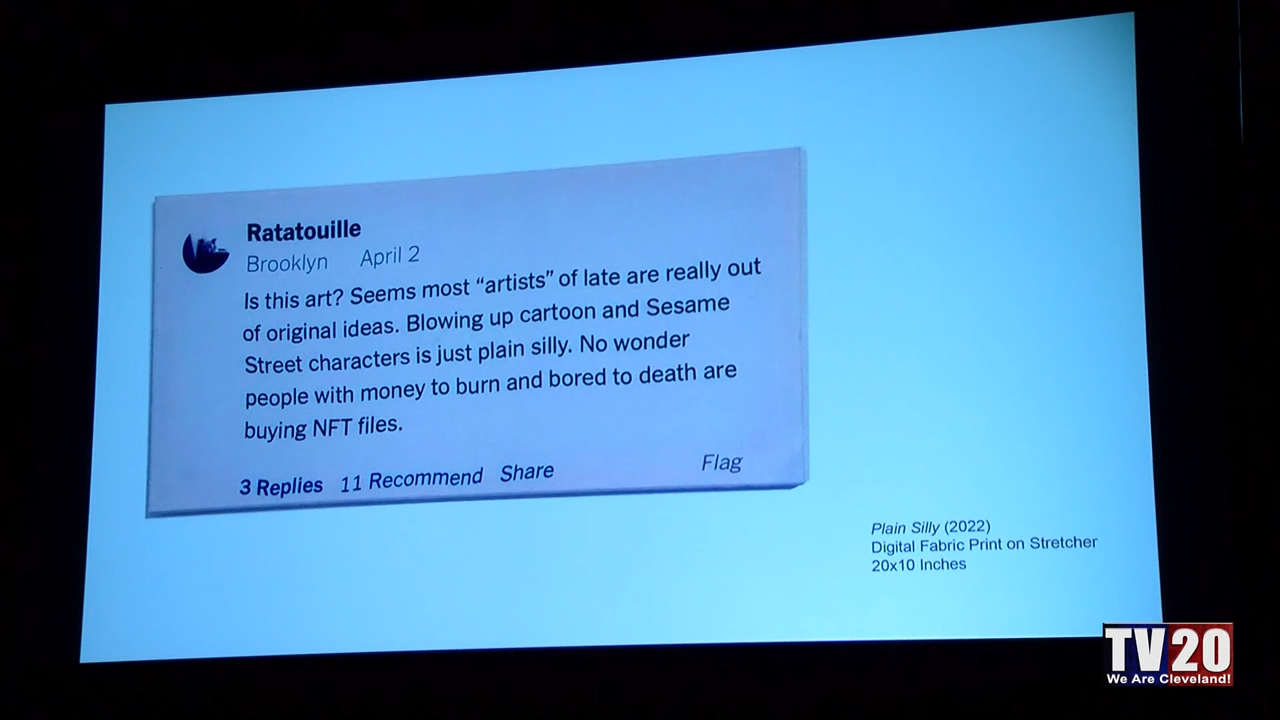 Ratatouille
Brooklyn April 2
Is this art? Seems most “artists” of late are really out
of original ideas. Blowing up cartoon and Sesame
Street characters is just plain silly. No wonder
people with money to burn and bored to death are
buying NFT files.
3 Replies 11 Recommend Share Flag
Plain Silly (2022)
Digital Fabric Print on Stretcher
20x10 Inches
TV20
We Are Cleveland!